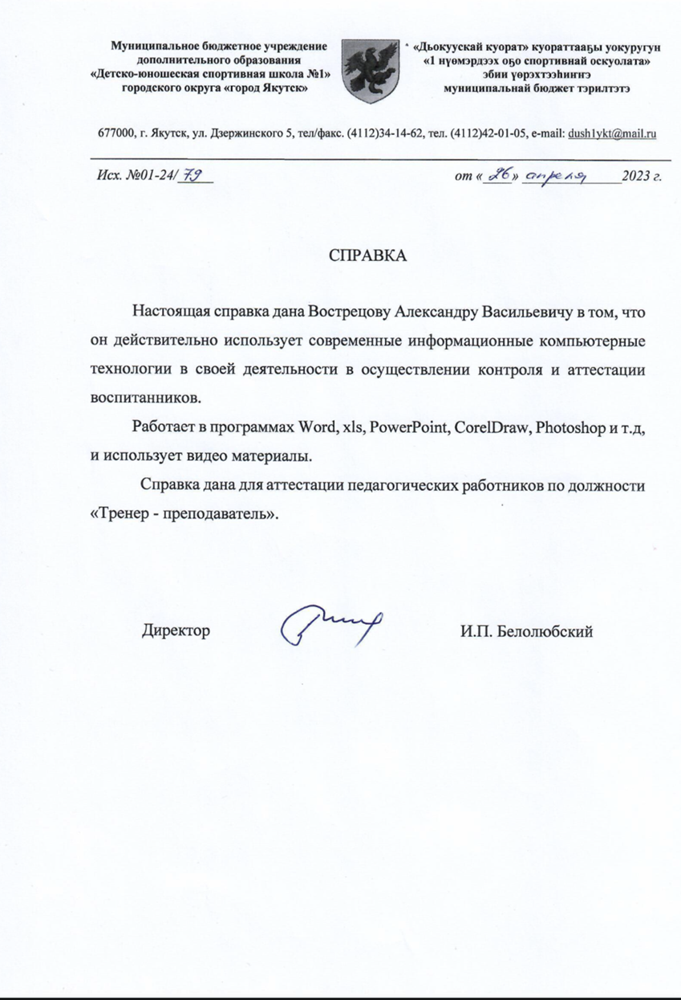 Муниципальное бюджетное учреждение
дополнительного образования
«Детско-юношеская спортивная школа №1»
городского округа «город Якутск»
«Дьокуускай куорат» куораттааҕы уокуругун
«1 нүөмэрдээх оҕо спортивнай оскуолата»
эбии үөрэхтээһиҥҥэ
муниципальнай бюджет тэрилтэтэ
677000, г. Якутск, ул. Дзержинского 5, тел/факс. (4112)34-14-62, тел. (4112)42-01-05, e-mail: dush1ykt@mail.ru
Исх. №01-24/ 79
от « 26 » апреля 2023 г.
СПРАВКА
Настоящая справка дана Вострецову Александру Васильевичу в том, что
он действительно использует современные информационные компьютерные
технологии в своей деятельности в осуществлении контроля и аттестации
воспитанников.
Работает в программах Word, xls, PowerPoint, CorelDraw, Photoshop и т.д,
и использует видео материалы.
Справка дана для аттестации педагогических работников по должности
«Тренер - преподаватель».
Директор
И.П. Белолюбский